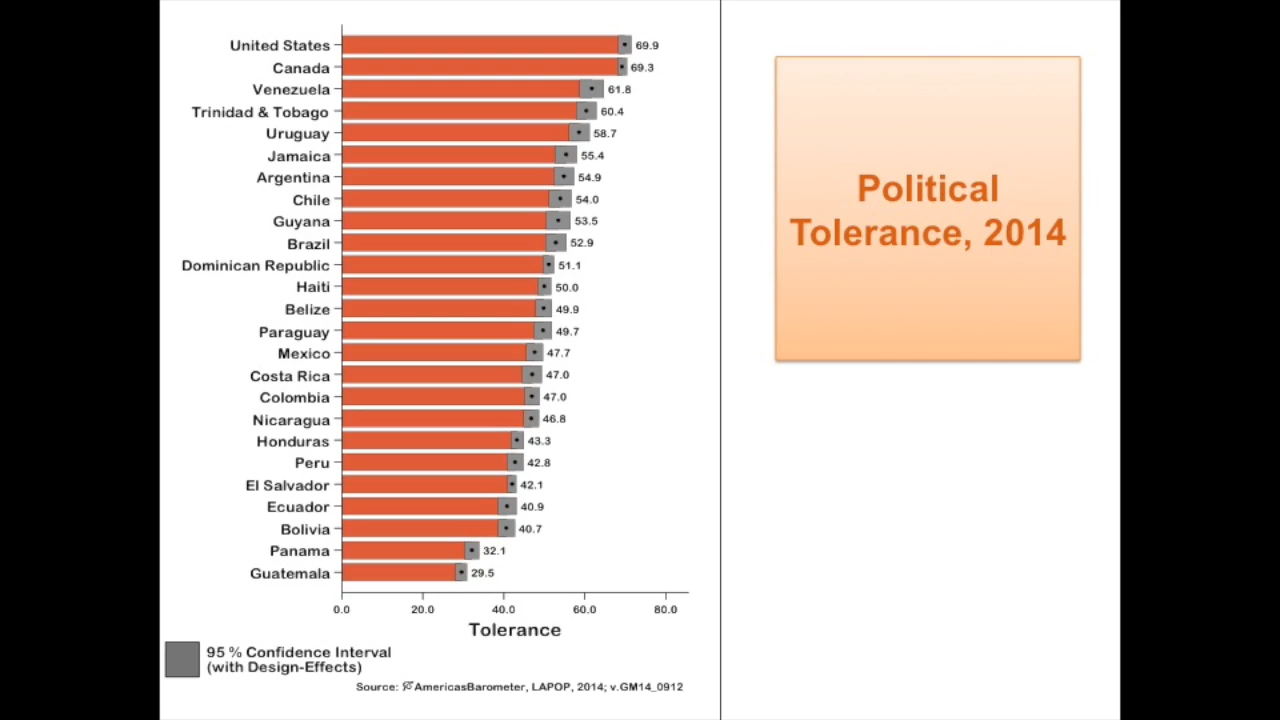 United States 69.9
Canada 69.3
Venezuela 61.8
Trinidad & Tobago 60.4
Uruguay 58.7
Jamaica 55.4
Argentina 54.9
Chile 54.0
Guyana 53.5
Brazil 52.9
Dominican Republic 51.1
Haiti 50.0
Belize 49.9
Paraguay 49.7
Mexico 47.7
Costa Rica 47.0
Colombia 47.0
Nicaragua 46.8
Honduras 43.3
Peru 42.8
El Salvador 42.1
Ecuador 40.9
Bolivia 40.7
Panama 32.1
Guatemala 29.5
0.0 20.0 40.0 60.0 80.0
Tolerance
95 % Confidence Interval
(with Design-Effects)
Source: AmericasBarometer, LAPOP, 2014; v.GM14_0912
Political
Tolerance, 2014